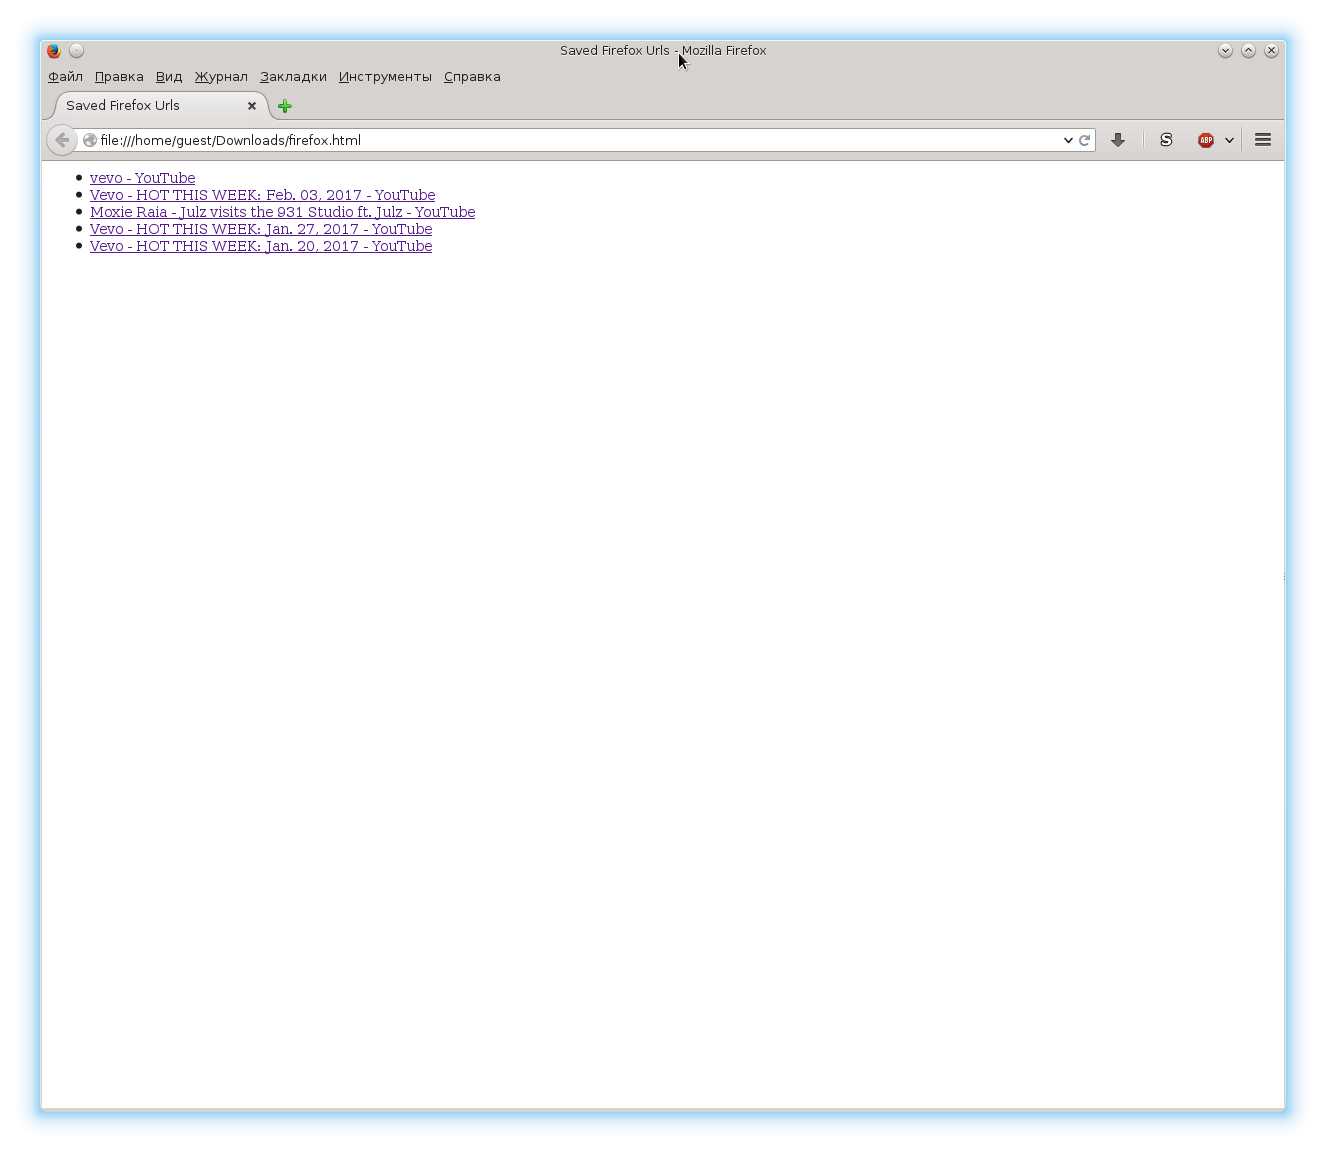 Saved Firefox Urls - Mozilla Firefox
Файл Правка Вид Журнал Закладки Инструменты Справка
Saved Firefox Urls
file:///home/guest/Downloads/firefox.html
S ABP
vevo - YouTube
Vevo - HOT THIS WEEK: Feb. 03, 2017 - YouTube
Moxie Raia - Julz visits the 931 Studio ft. Julz - YouTube
Vevo - HOT THIS WEEK: Jan. 27, 2017 - YouTube
Vevo - HOT THIS WEEK: Jan. 20, 2017 - YouTube